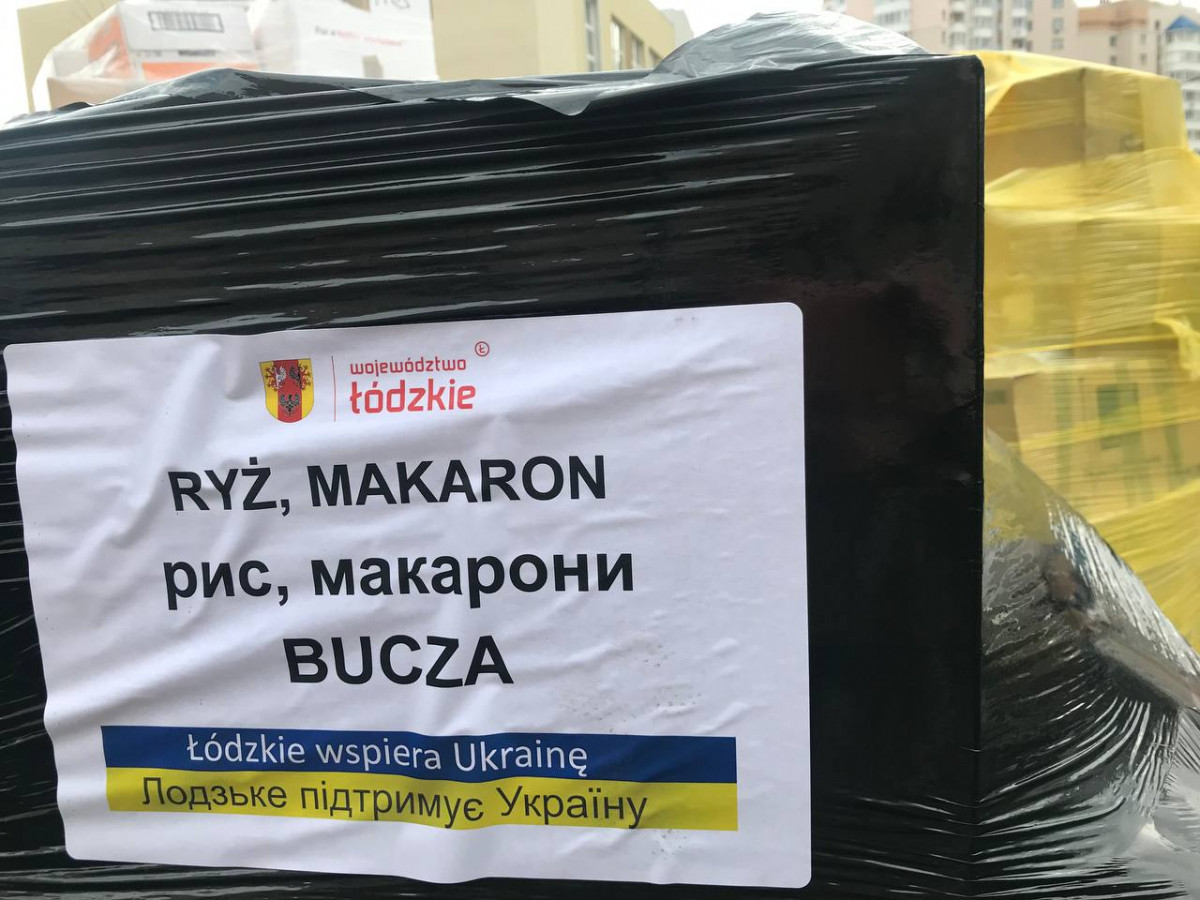 województwo
łódzkie
RYŻ, MAKARON
рис, макарони
BUCZA
Łódzkie wspiera Ukrainę
Лодзьке підтримує Україну